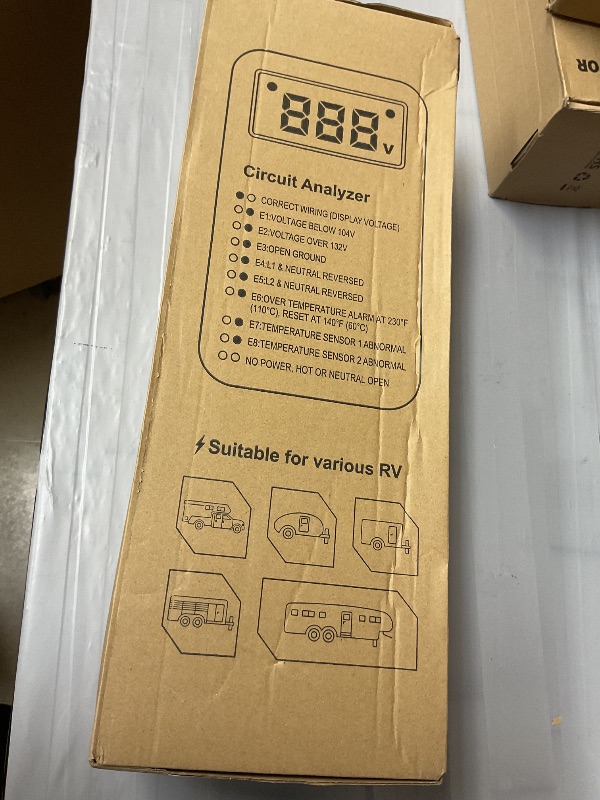 888 v
Circuit Analyzer
CORRECT WIRING (DISPLAY VOLTAGE)
E1:VOLTAGE BELOW 104V
E2:VOLTAGE OVER 132V
E3:OPEN GROUND
E4:L1 & NEUTRAL REVERSED
E5:L2 & NEUTRAL REVERSED
E6:OVER TEMPERATURE ALARM AT 230°F
(110°C), RESET AT 140°F (60°C)
E7:TEMPERATURE SENSOR 1 ABNORMAL
E8:TEMPERATURE SENSOR 2 ABNORMAL
NO POWER, HOT OR NEUTRAL OPEN
Suitable for various RV
OR